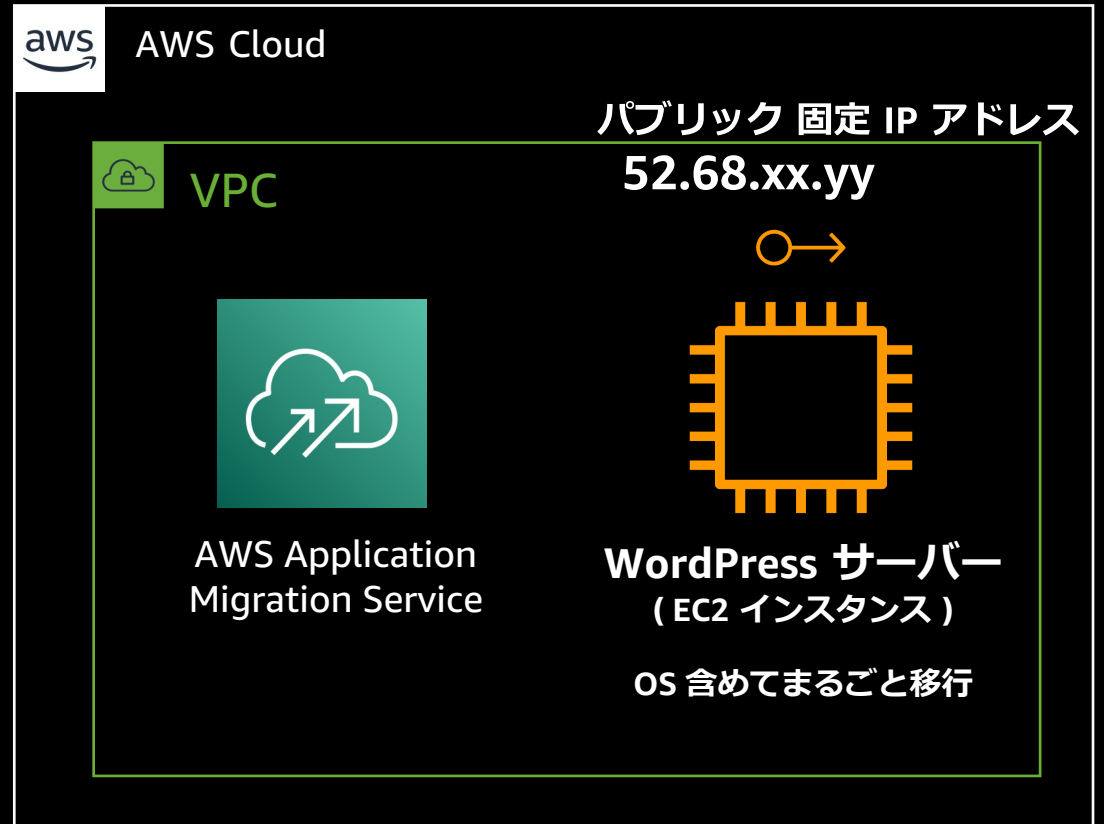 aws
AWS Cloud
パブリック 固定 IP アドレス
52.68.xx.yy
VPC
AWS Application
Migration Service
WordPress サーバー
( EC2 インスタンス )
OS 含めてまるごと移行